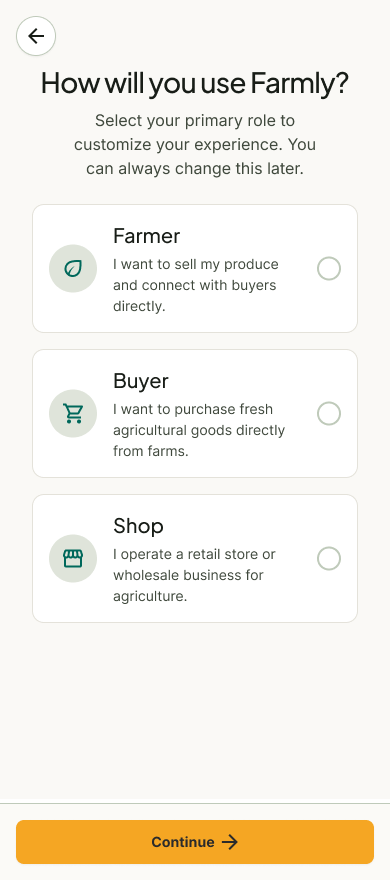 How will you use Farmly?
Select your primary role to
customize your experience. You
can always change this later.
Farmer
I want to sell my produce
and connect with buyers
directly.
Buyer
I want to purchase fresh
agricultural goods directly
from farms.
Shop
I operate a retail store or
wholesale business for
agriculture.
Continue